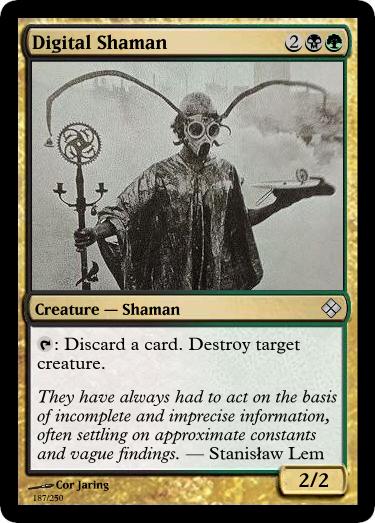 Digital Shaman 2
Creature — Shaman
: Discard a card. Destroy target
creature.
They have always had to act on the basis
of incomplete and imprecise information,
often settling on approximate constants
and vague findings. — Stanisław Lem
2/2
Cor Jaring
187/250